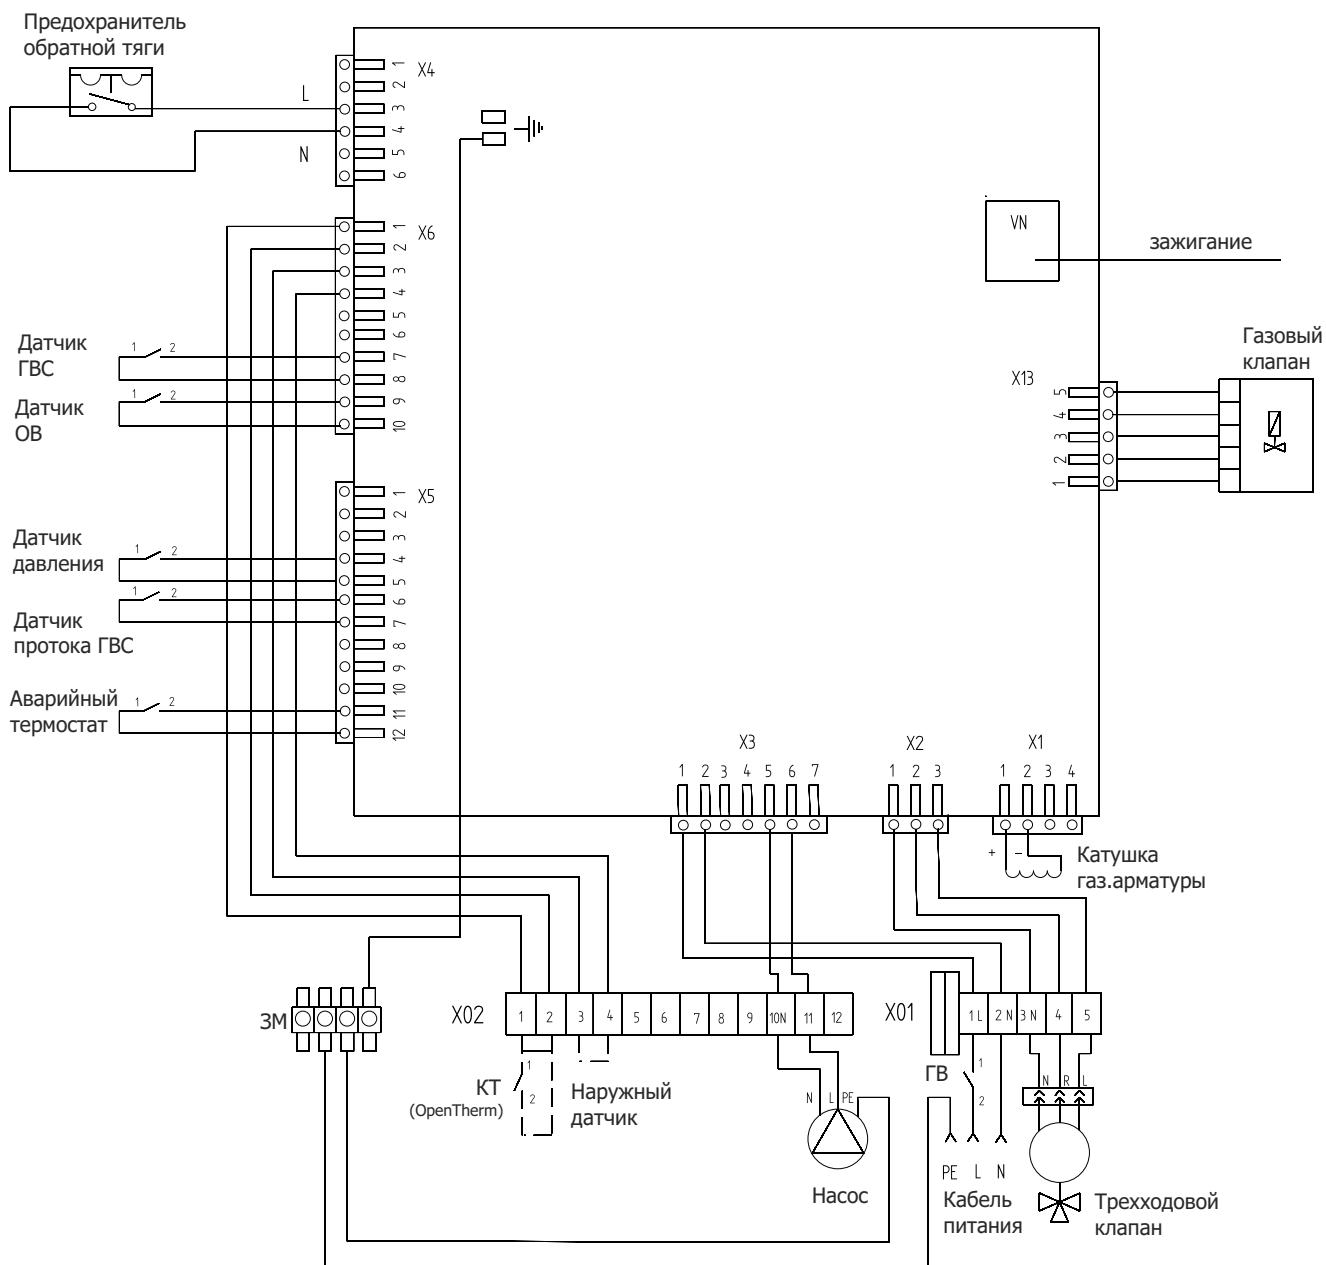 Предохранитель
обратной тяги
L
N
1 2 3 4 5 6
X4
1 2 3 4 5 6 7 8 9 10
X6
VN
зажигание
Газовый
клапан
X13
5 4 3 2 1
Датчик
ГВС
1 2
Датчик
ОВ
1 2
1 2 3 4 5 6 7 8 9 10 11 12
X5
Датчик
давления
1 2
Датчик
протока ГВС
1 2
Аварийный
термостат
1 2
X3
1 2 3 4 5 6 7
X2
1 2 3
X1
1 2 3 4
+ −
Катушка
газ.арматуры
ЗМ
X02
1 2 3 4 5 6 7 8 9 10N 11 12
X01
1 L 2 N 3 N 4 5
КТ
(OpenTherm)
1
2
Наружный
датчик
N L PE
Насос
ГВ
1
2
N R L
PE L N
Кабель
питания
Трехходовой
клапан